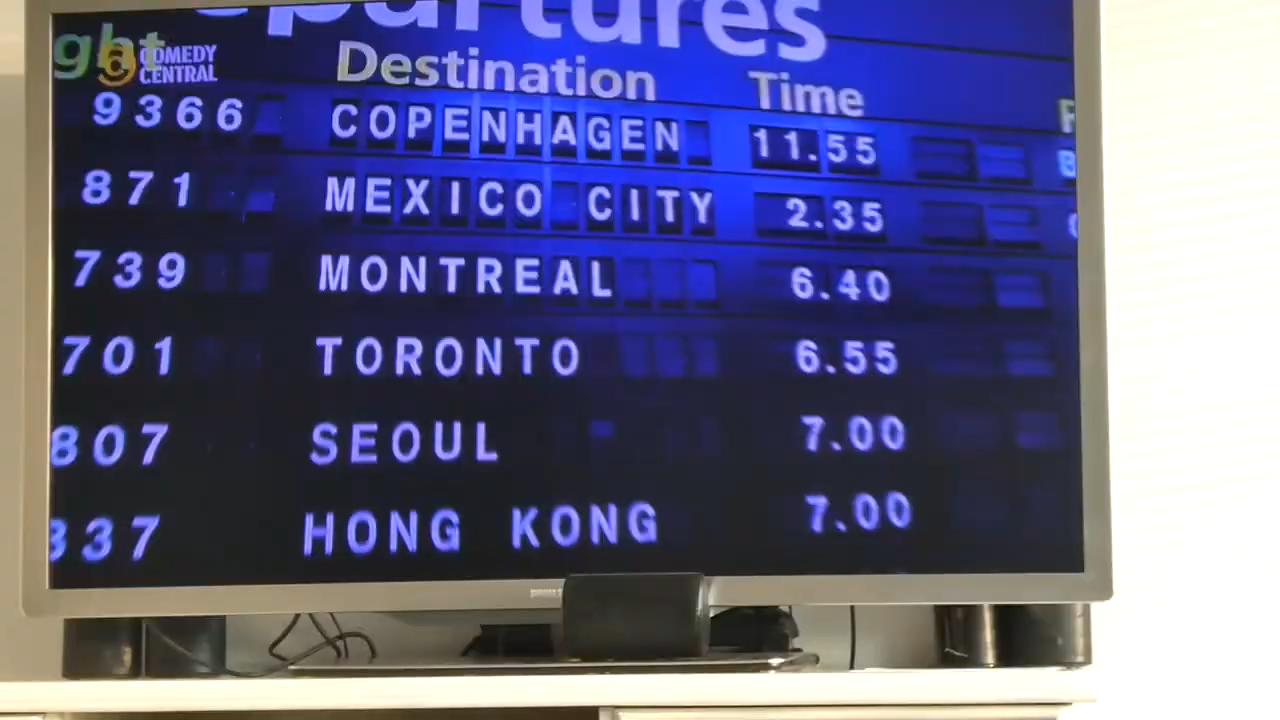 epartures
ght
COMEDY
CENTRAL
Destination Time
9366 COPENHAGEN 11.55
871 MEXICO CITY 2.35
739 MONTREAL 6.40
701 TORONTO 6.55
807 SEOUL 7.00
337 HONG KONG 7.00